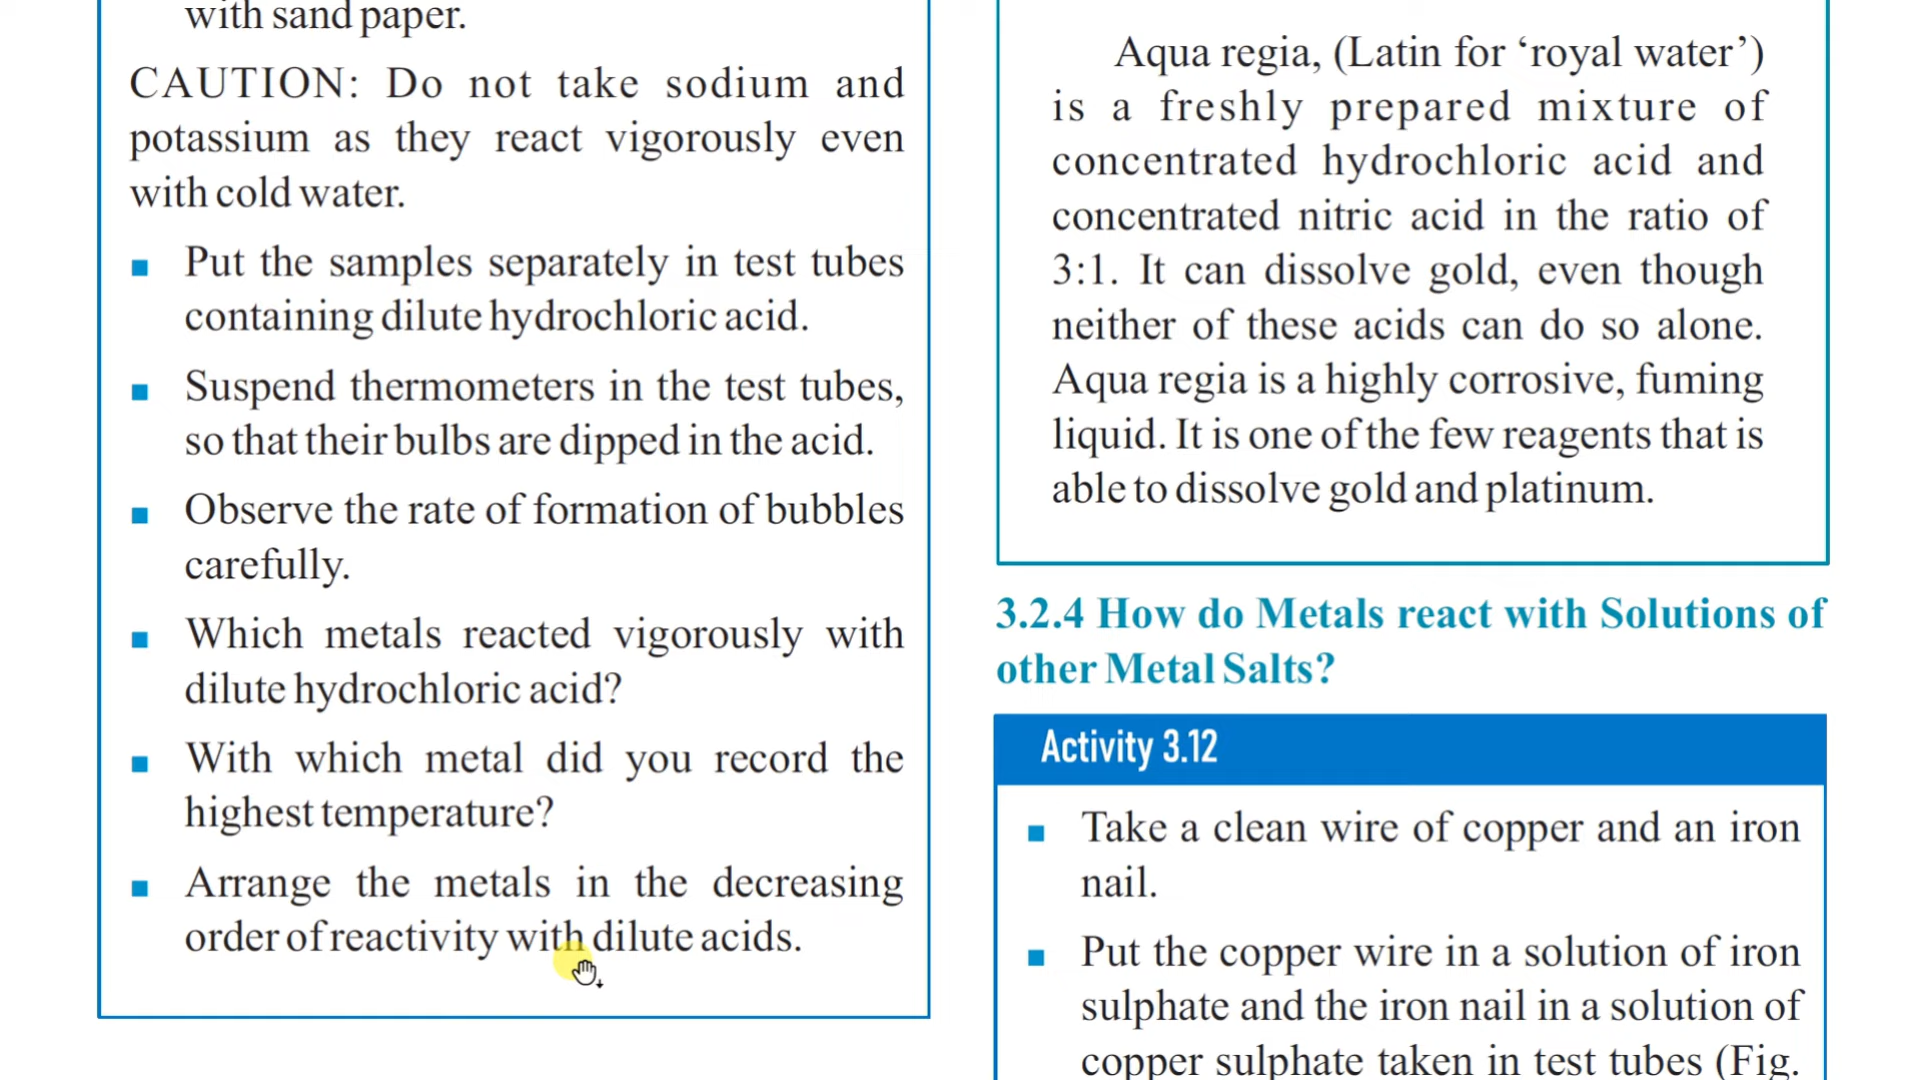 with sand paper.
CAUTION: Do not take sodium and
potassium as they react vigorously even
with cold water.
Put the samples separately in test tubes
containing dilute hydrochloric acid.
Suspend thermometers in the test tubes,
so that their bulbs are dipped in the acid.
Observe the rate of formation of bubbles
carefully.
Which metals reacted vigorously with
dilute hydrochloric acid?
With which metal did you record the
highest temperature?
Arrange the metals in the decreasing
order of reactivity with dilute acids.
Aqua regia, (Latin for ‘royal water’)
is a freshly prepared mixture of
concentrated hydrochloric acid and
concentrated nitric acid in the ratio of
3:1. It can dissolve gold, even though
neither of these acids can do so alone.
Aqua regia is a highly corrosive, fuming
liquid. It is one of the few reagents that is
able to dissolve gold and platinum.
3.2.4 How do Metals react with Solutions of
other Metal Salts?
Activity 3.12
Take a clean wire of copper and an iron
nail.
Put the copper wire in a solution of iron
sulphate and the iron nail in a solution of
copper sulphate taken in test tubes (Fig.